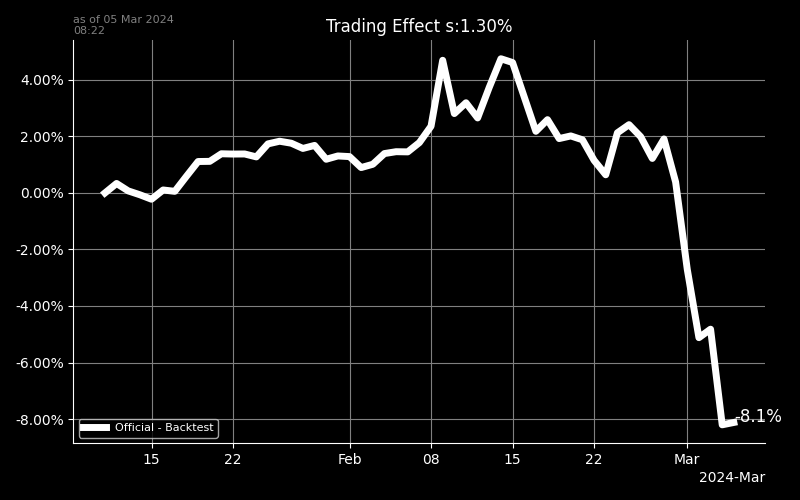 as of 05 Mar 2024
08:22
Trading Effect s:1.30%
4.00%
2.00%
0.00%
-2.00%
-4.00%
-6.00%
-8.00%
-8.1%
Official - Backtest
15 22 Feb 08 15 22 Mar
2024-Mar